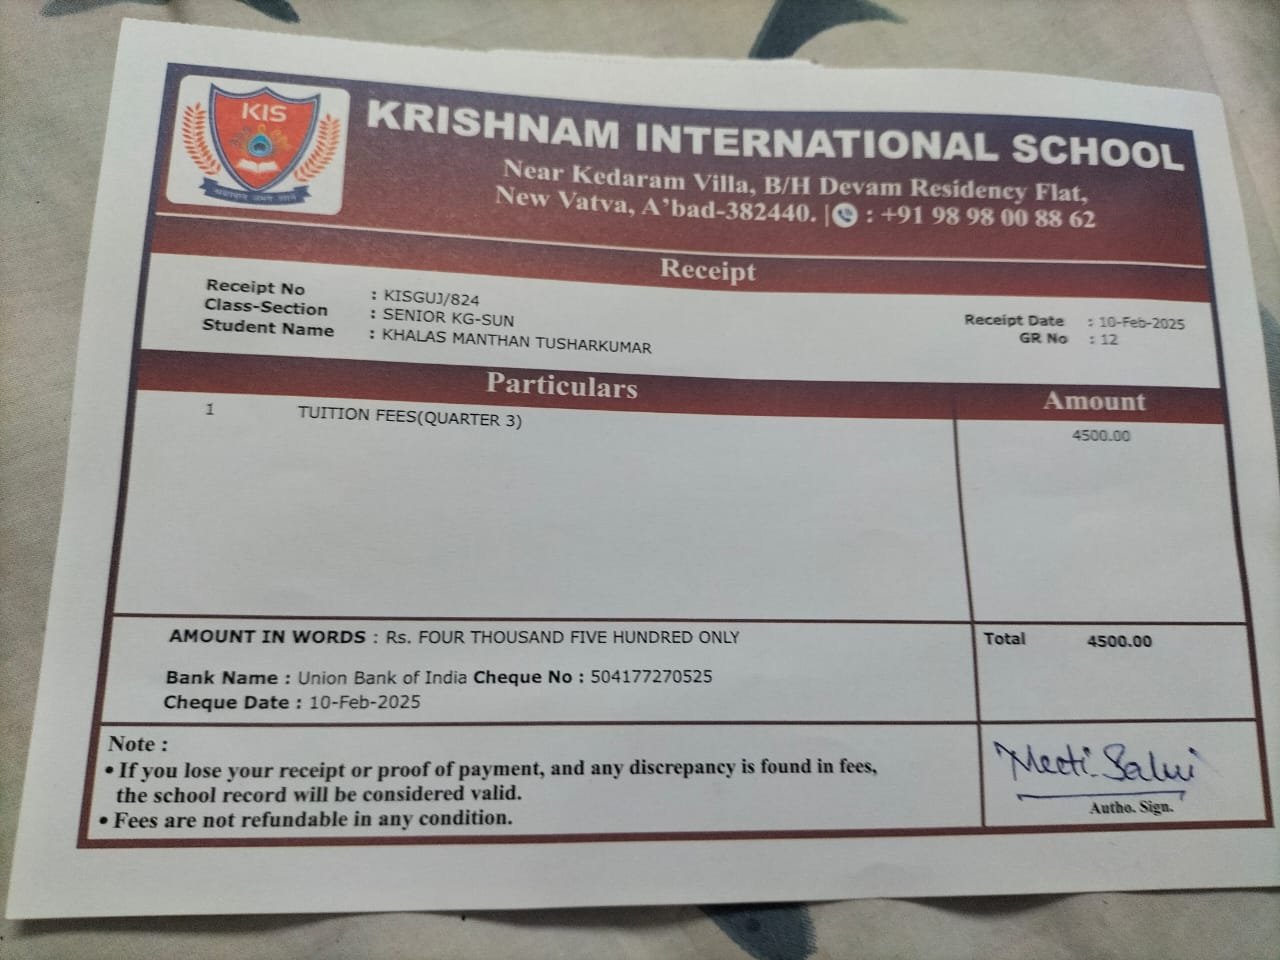 KIS
KRISHNAM INTERNATIONAL SCHOOL
Near Kedaram Villa, B/H Devam Residency Flat,
New Vatva, A'bad-382440. | : +91 98 98 00 88 62
Receipt
Receipt No : KISGUJ/824
Class-Section : SENIOR KG-SUN
Student Name : KHALAS MANTHAN TUSHARKUMAR
Receipt Date : 10-Feb-2025
GR No : 12
Particulars Amount
1 TUITION FEES(QUARTER 3) 4500.00
AMOUNT IN WORDS : Rs. FOUR THOUSAND FIVE HUNDRED ONLY
Total 4500.00
Bank Name : Union Bank of India Cheque No : 504177270525
Cheque Date : 10-Feb-2025
Note :
• If you lose your receipt or proof of payment, and any discrepancy is found in fees,
the school record will be considered valid.
• Fees are not refundable in any condition.
Autho. Sign.